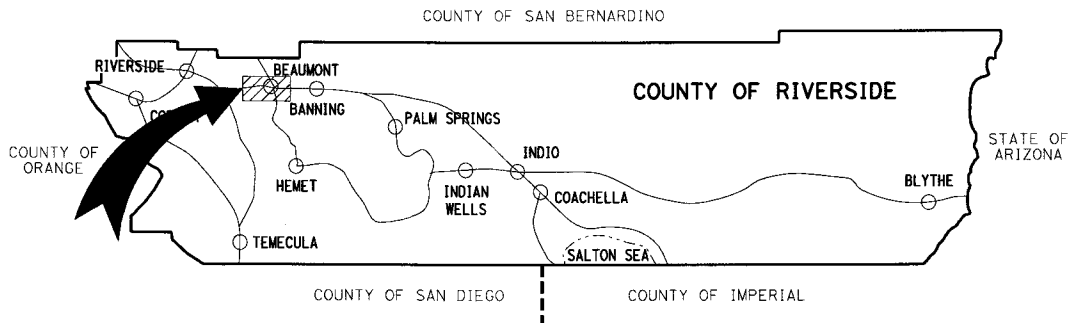 COUNTY OF SAN BERNARDINO
RIVERSIDE
BEAUMONT
BANNING
COUNTY OF RIVERSIDE
PALM SPRINGS
STATE OF
ARIZONA
COUNTY OF
ORANGE
INDIO
HEMET
INDIAN
WELLS
COACHELLA
BLYTHE
TEMECULA
SALTON SEA
COUNTY OF SAN DIEGO
COUNTY OF IMPERIAL